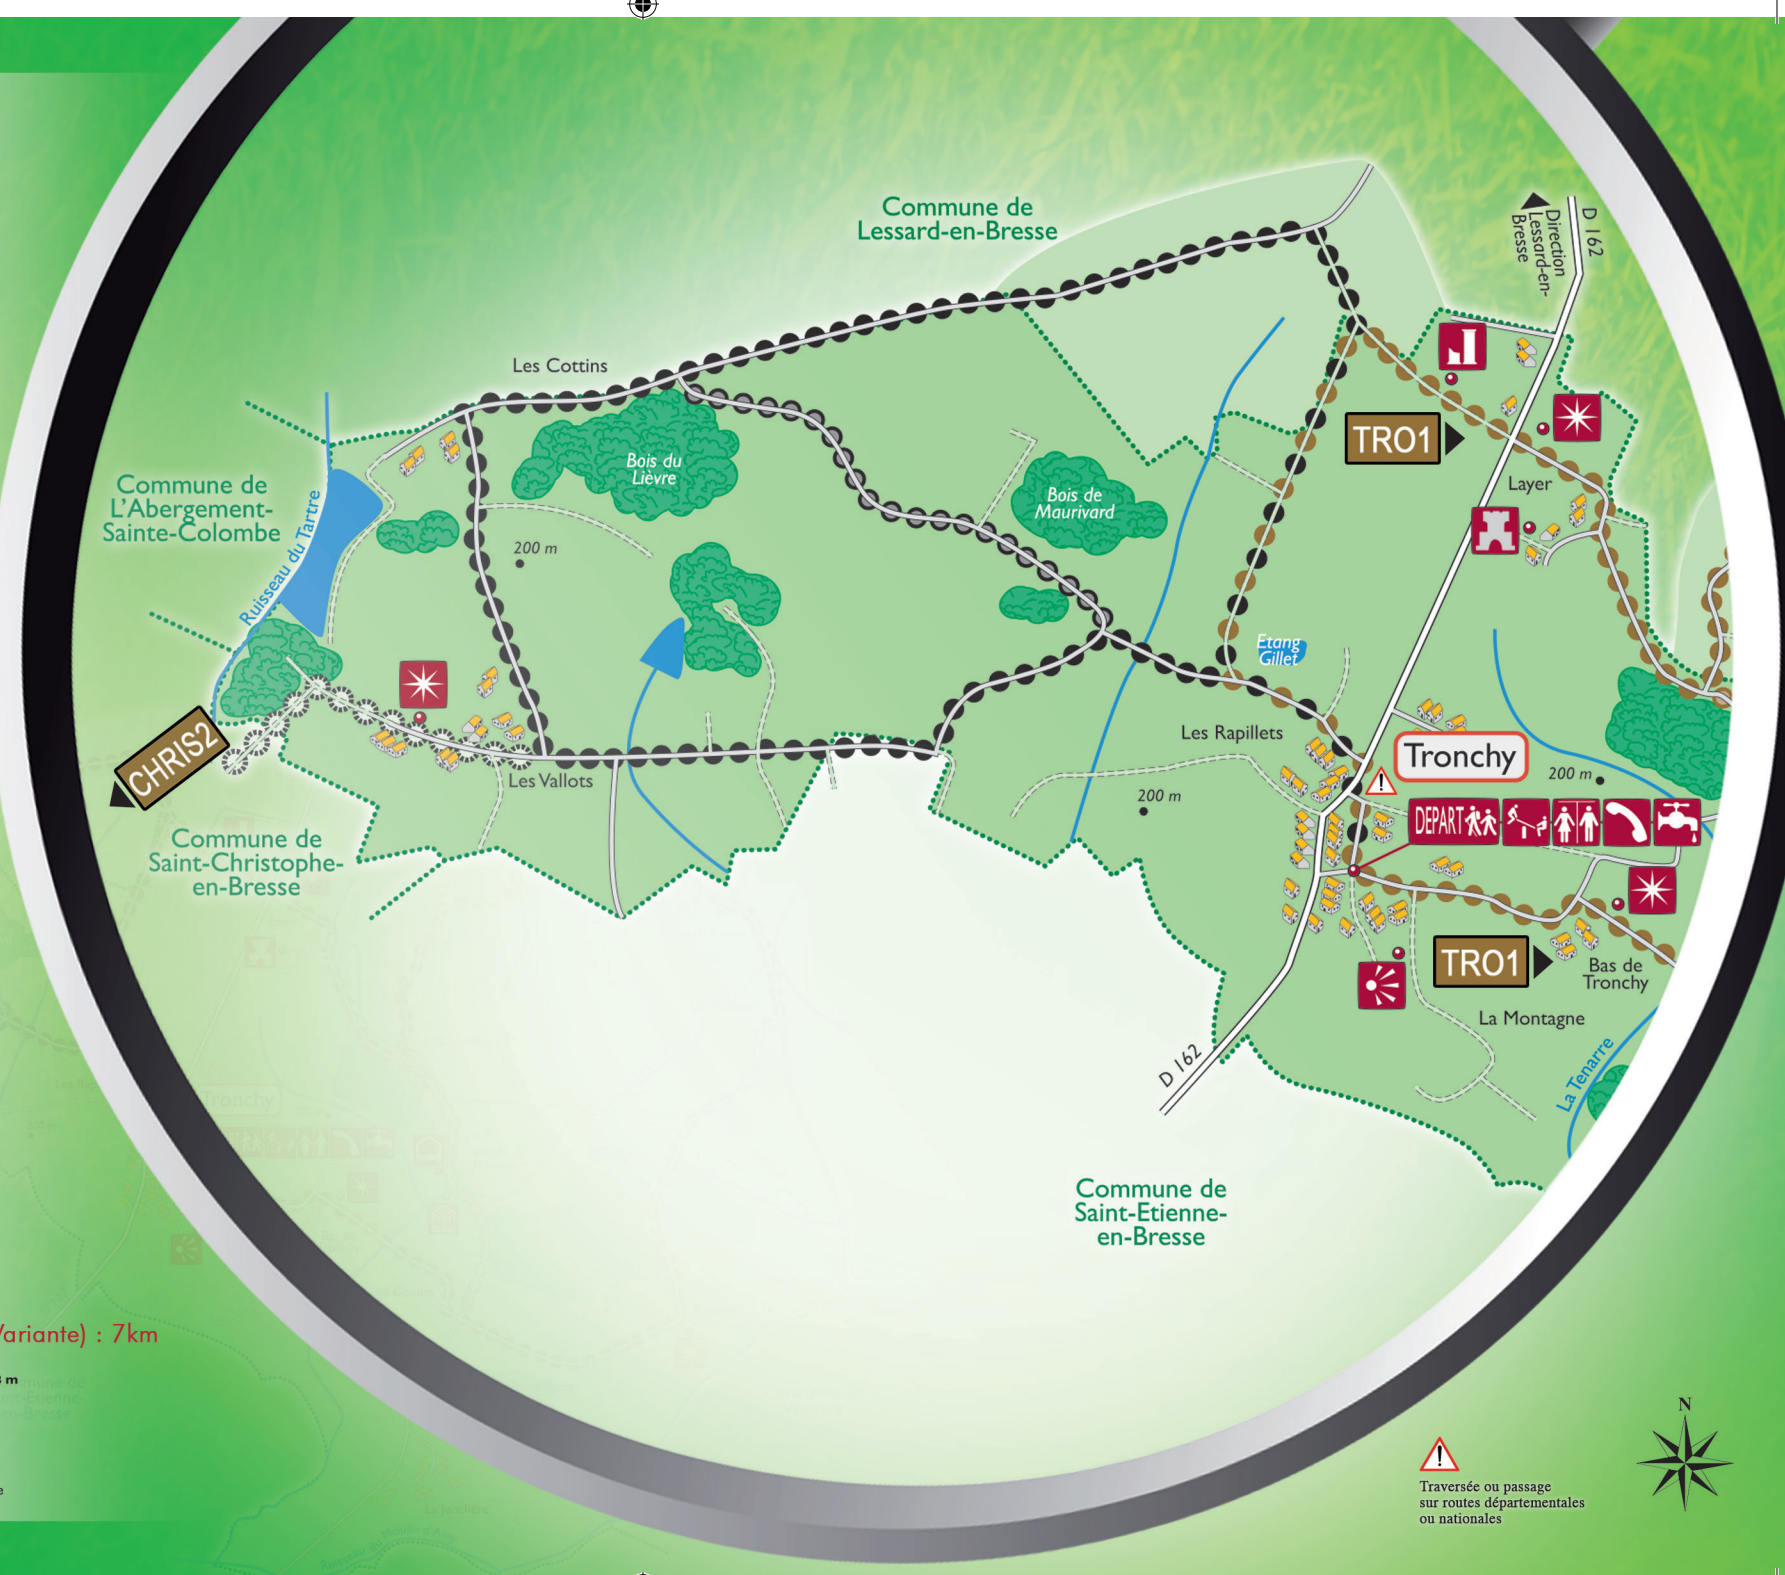 Commune de
Lessard-en-Bresse
D 162
Direction
Lessard-en-
Bresse
Les Cottins
TRO1
Bois du
Lièvre
Commune de
L'Abergement-
Sainte-Colombe
Ruisseau du Tartre
Bois de
Maurivard
Layer
200 m
Etang
Gillet
CHRIS2
Les Rapillets
Tronchy
Les Vallots
200 m
200 m
DEPART
Commune de
Saint-Christophe-
en-Bresse
TRO1
Bas de
Tronchy
La Montagne
D 162
La Tenarre
Tronchy
Commune de
Saint-Etienne-
en-Bresse
Variante) : 7km
m
N
Traversée ou passage
sur routes départementales
ou nationales